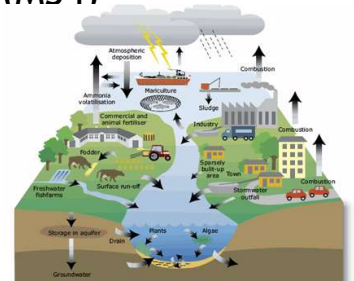 Atmospheric
deposition
Combustion
Mariculture
Sludge
Ammonia
volatilisation
Commercial and
animal fertiliser
Industry
Combustion
Fodder
Sparsely
built-up
area
Town
Combustion
Freshwater
fishfarms
Surface run-off
Stormwater
outfall
Storage in aquifer
Drain
Plants
Algae
Groundwater